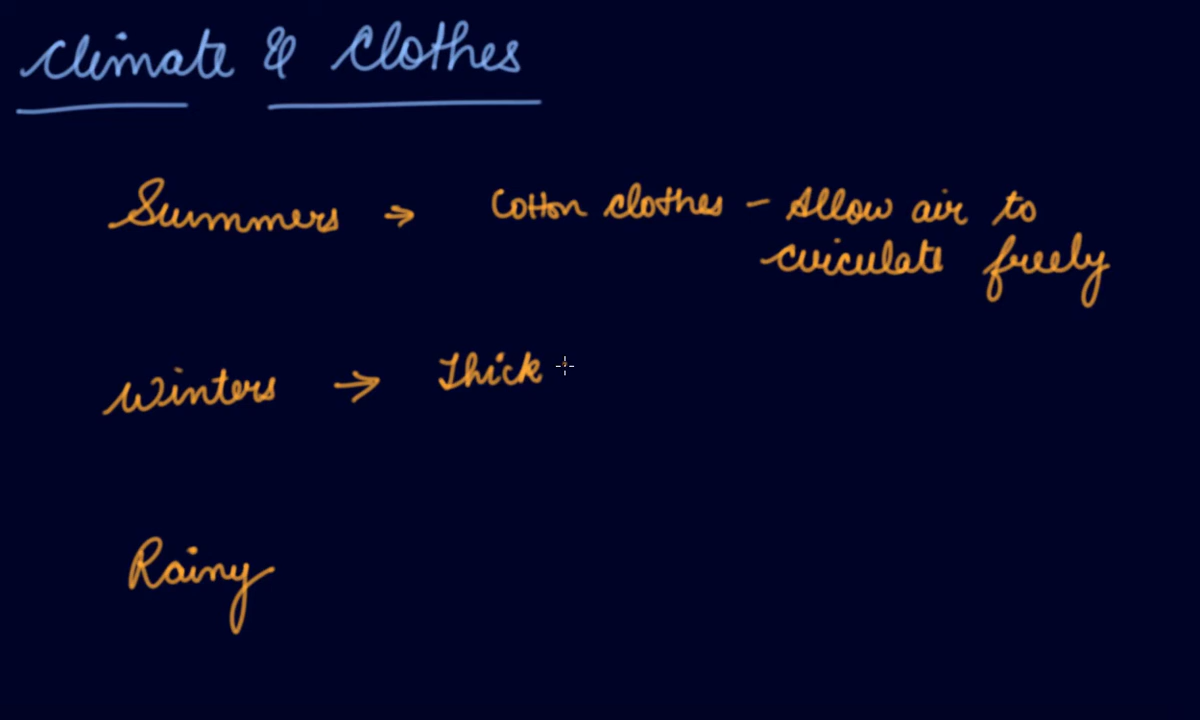 Climate & Clothes
Summers → Cotton clothes - Allow air to
circulate freely
Winters → Thick
Rainy